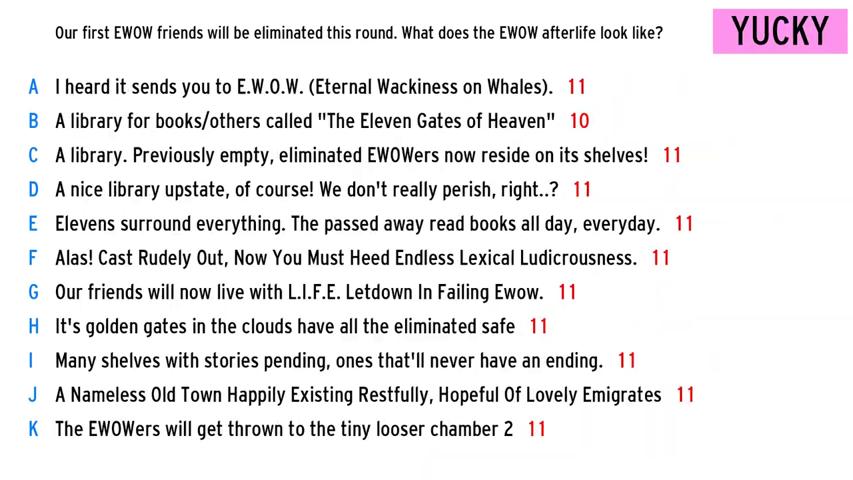 Our first EWOW friends will be eliminated this round. What does the EWOW afterlife look like?
YUCKY
A I heard it sends you to E.W.O.W. (Eternal Wackiness on Whales). 11
B A library for books/others called "The Eleven Gates of Heaven" 10
C A library. Previously empty, eliminated EWOWers now reside on its shelves! 11
D A nice library upstate, of course! We don't really perish, right..? 11
E Elevens surround everything. The passed away read books all day, everyday. 11
F Alas! Cast Rudely Out, Now You Must Heed Endless Lexical Ludicrousness. 11
G Our friends will now live with L.I.F.E. Letdown In Failing Ewow. 11
H It's golden gates in the clouds have all the eliminated safe 11
I Many shelves with stories pending, ones that'll never have an ending. 11
J A Nameless Old Town Happily Existing Restfully, Hopeful Of Lovely Emigrates 11
K The EWOWers will get thrown to the tiny looser chamber 2 11